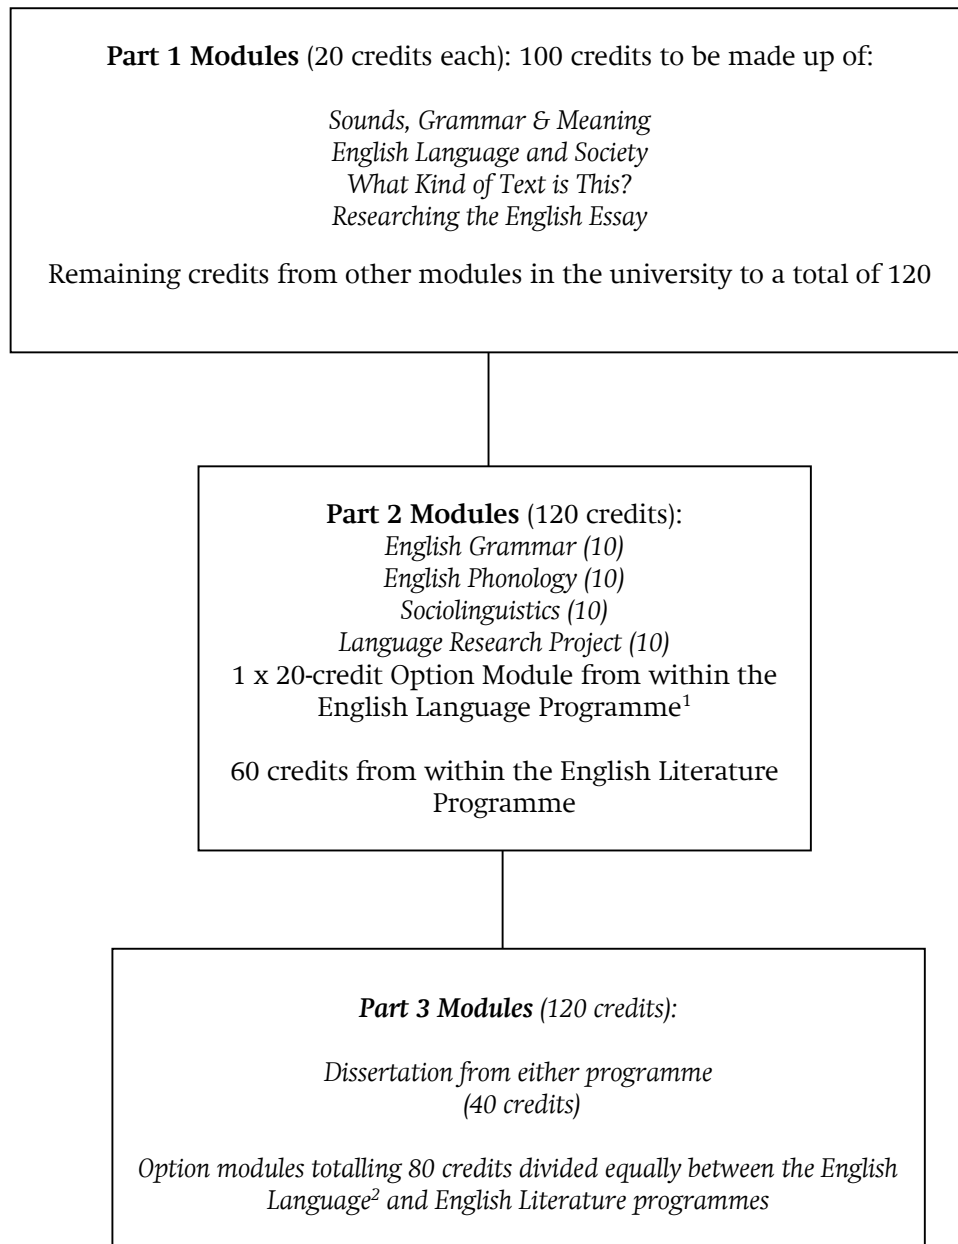 Part 1 Modules (20 credits each): 100 credits to be made up of:
Sounds, Grammar & Meaning
English Language and Society
What Kind of Text is This?
Researching the English Essay
Remaining credits from other modules in the university to a total of 120
Part 2 Modules (120 credits):
English Grammar (10)
English Phonology (10)
Sociolinguistics (10)
Language Research Project (10)
1 x 20-credit Option Module from within the
English Language Programme1
60 credits from within the English Literature
Programme
Part 3 Modules (120 credits):
Dissertation from either programme
(40 credits)
Option modules totalling 80 credits divided equally between the English
Language2 and English Literature programmes